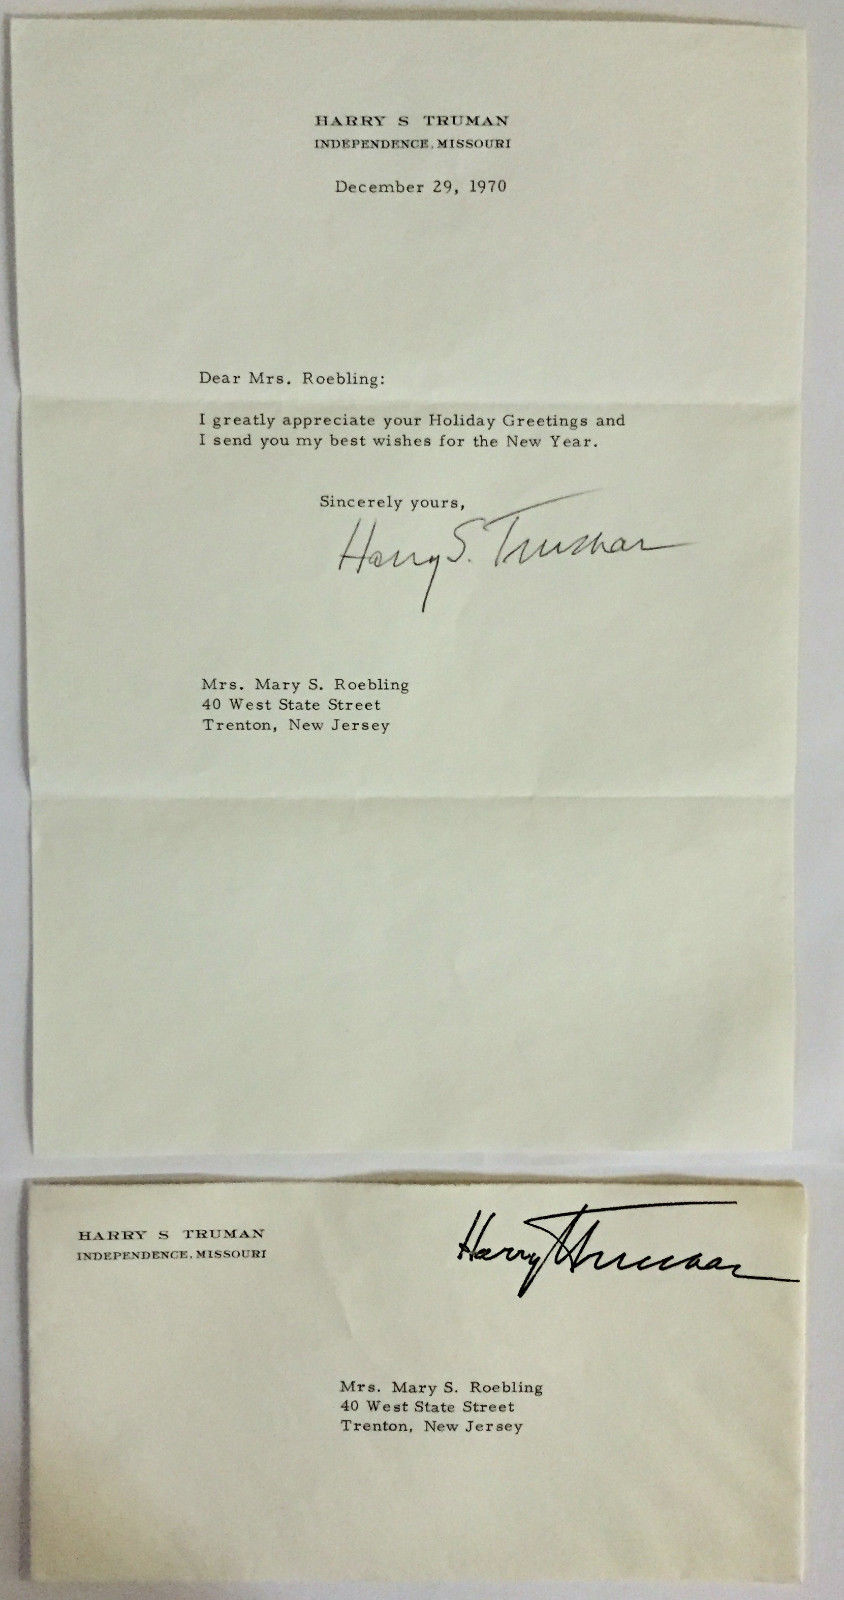 HARRY S TRUMAN
INDEPENDENCE, MISSOURI
December 29, 1970
Dear Mrs. Roebling:
I greatly appreciate your Holiday Greetings and
I send you my best wishes for the New Year.
Sincerely yours,
Harry S. Truman
Mrs. Mary S. Roebling
40 West State Street
Trenton, New Jersey
HARRY S TRUMAN
INDEPENDENCE, MISSOURI
Harry S Truman
Mrs. Mary S. Roebling
40 West State Street
Trenton, New Jersey